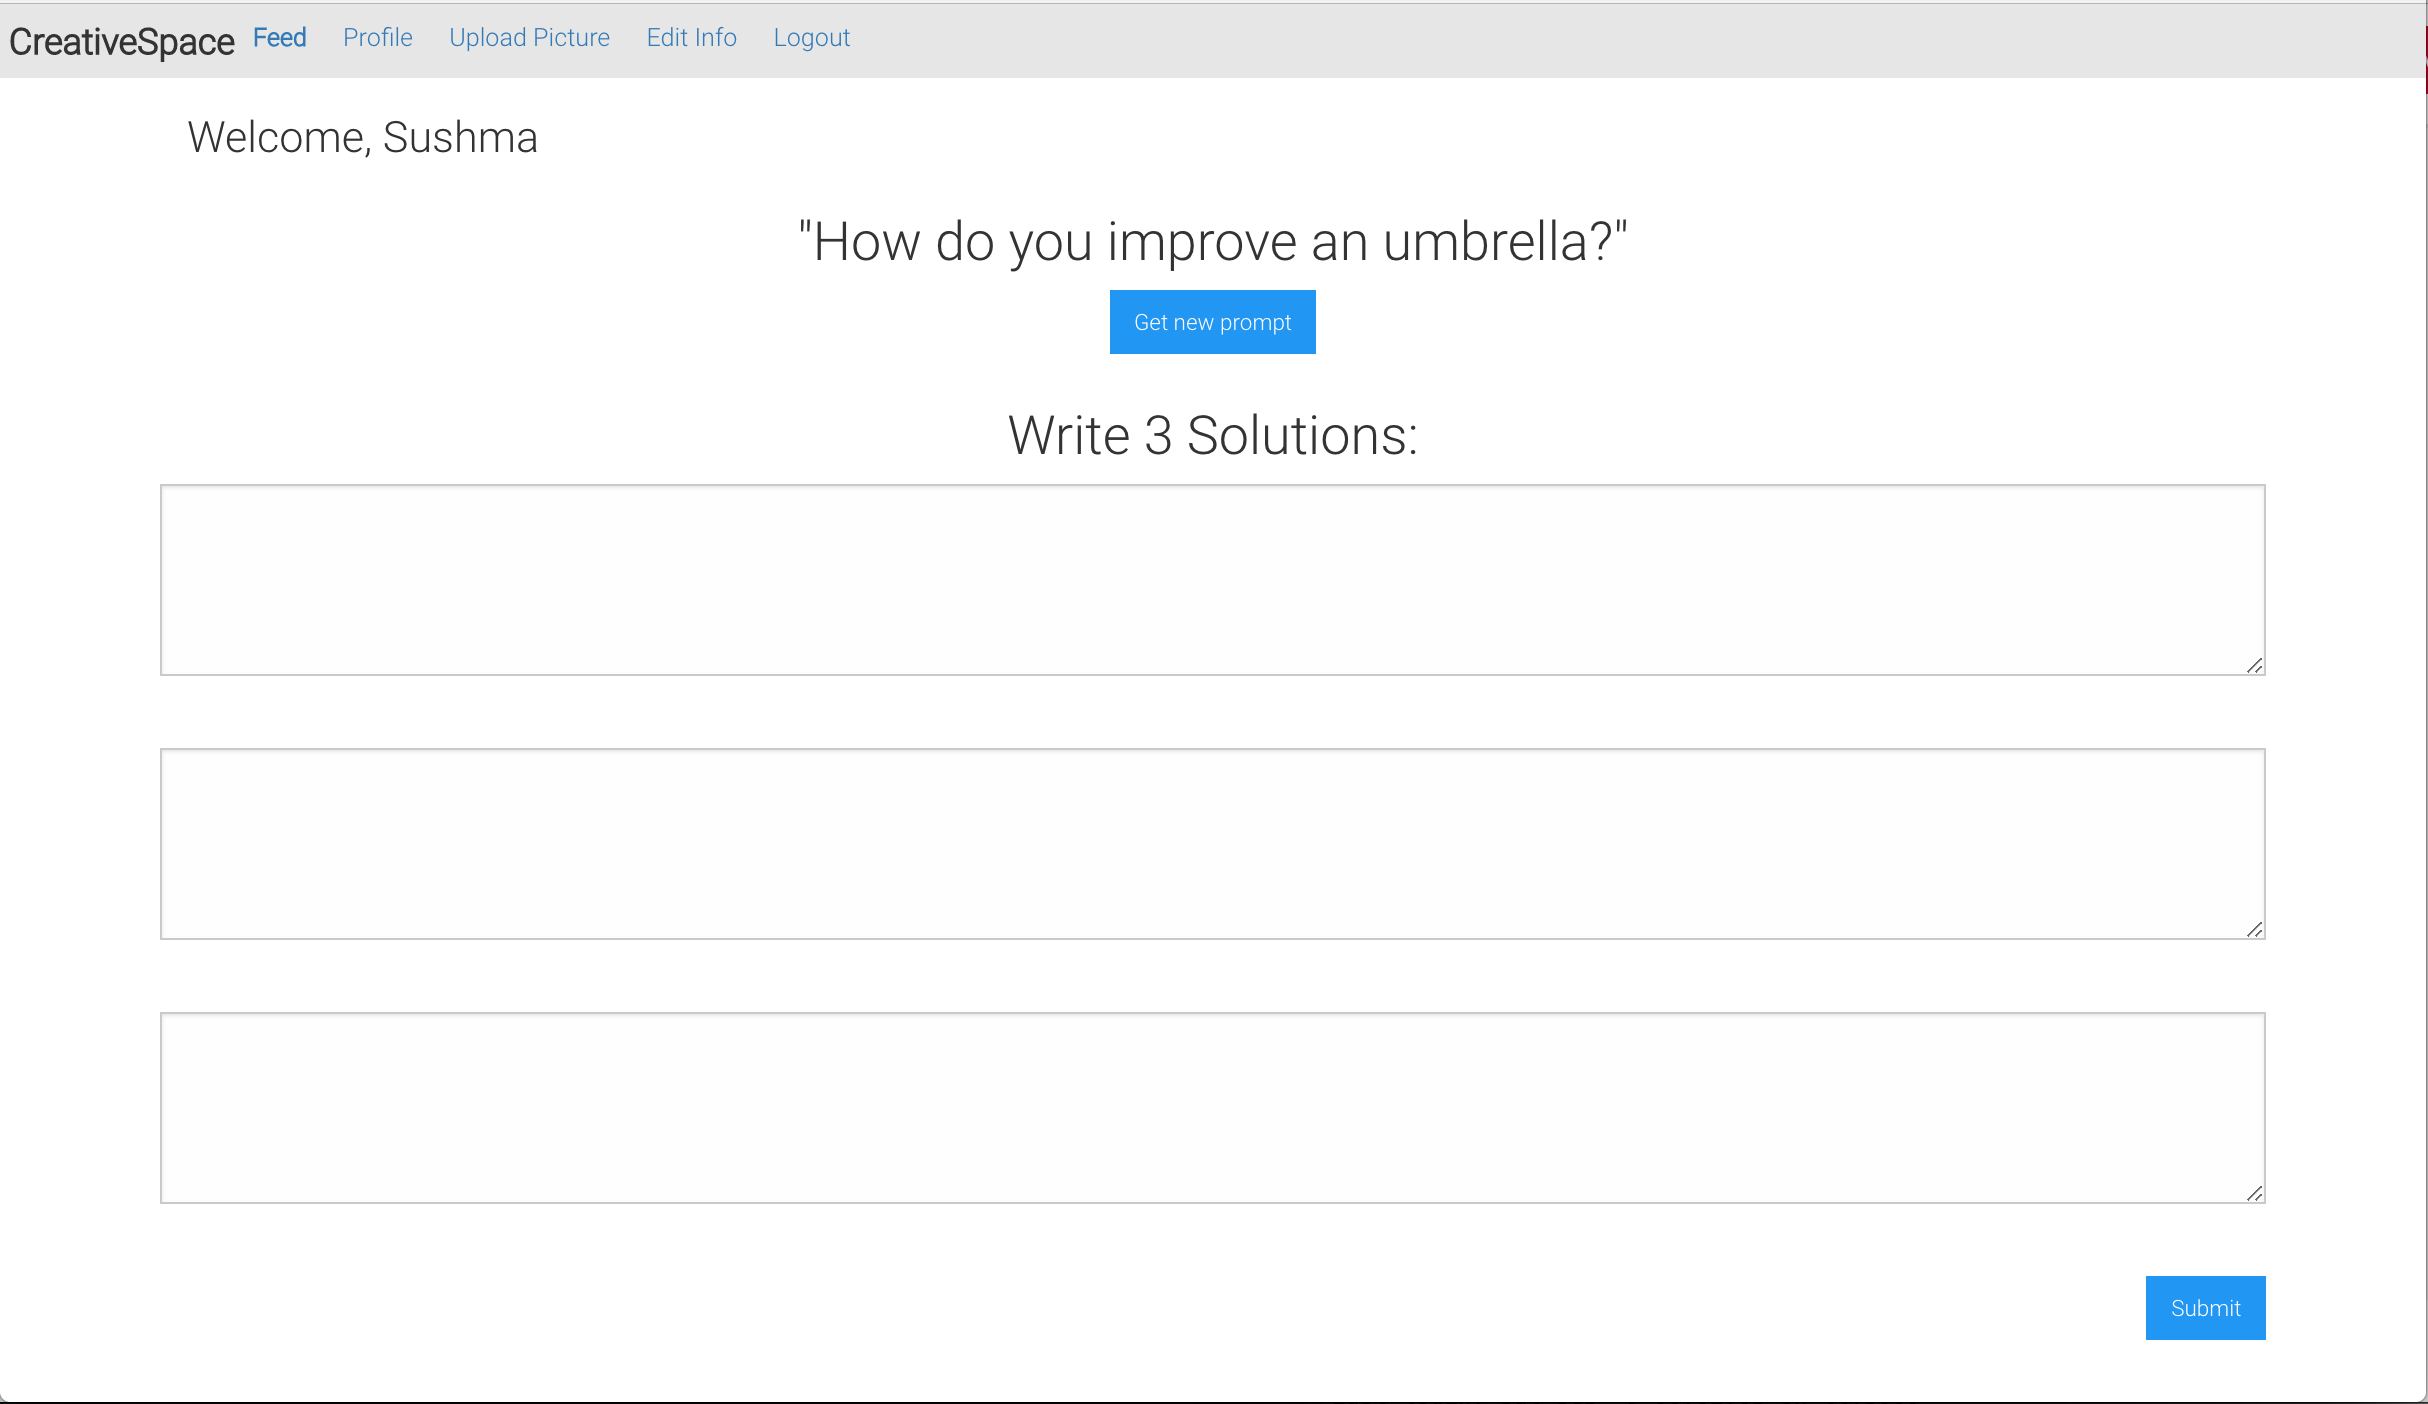 CreativeSpace Feed Profile Upload Picture Edit Info Logout
Welcome, Sushma
"How do you improve an umbrella?"
Get new prompt
Write 3 Solutions:
Submit